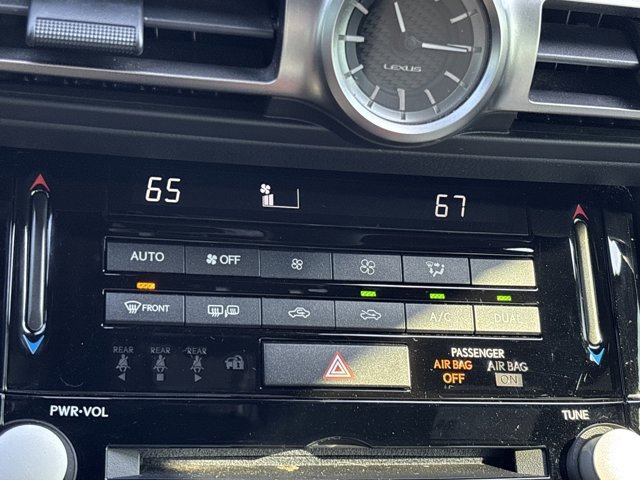 LEXUS
65 67
AUTO OFF
FRONT A/C DUAL
REAR REAR REAR
PASSENGER
AIR BAG AIR BAG
OFF ON
PWR•VOL TUNE